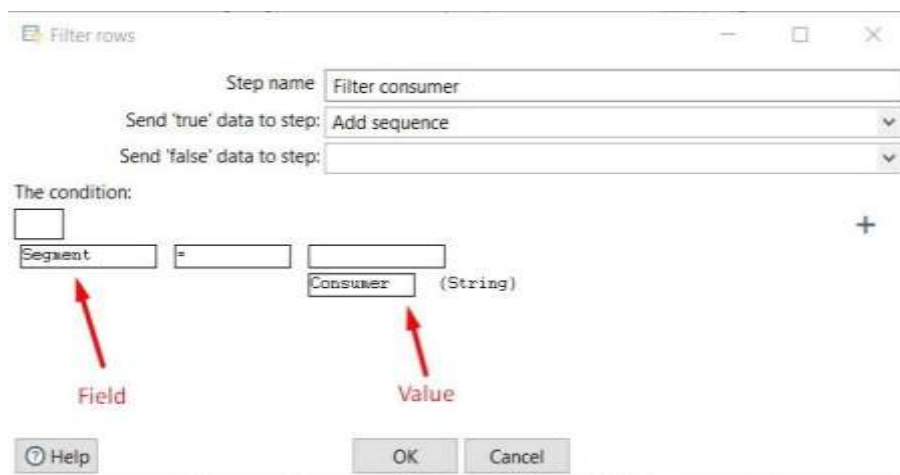 Filter rows
Step name Filter consumer
Send 'true' data to step: Add sequence
Send 'false' data to step:
The condition:
+
Segment = 
Consumer (String)
Field Value
Help OK Cancel